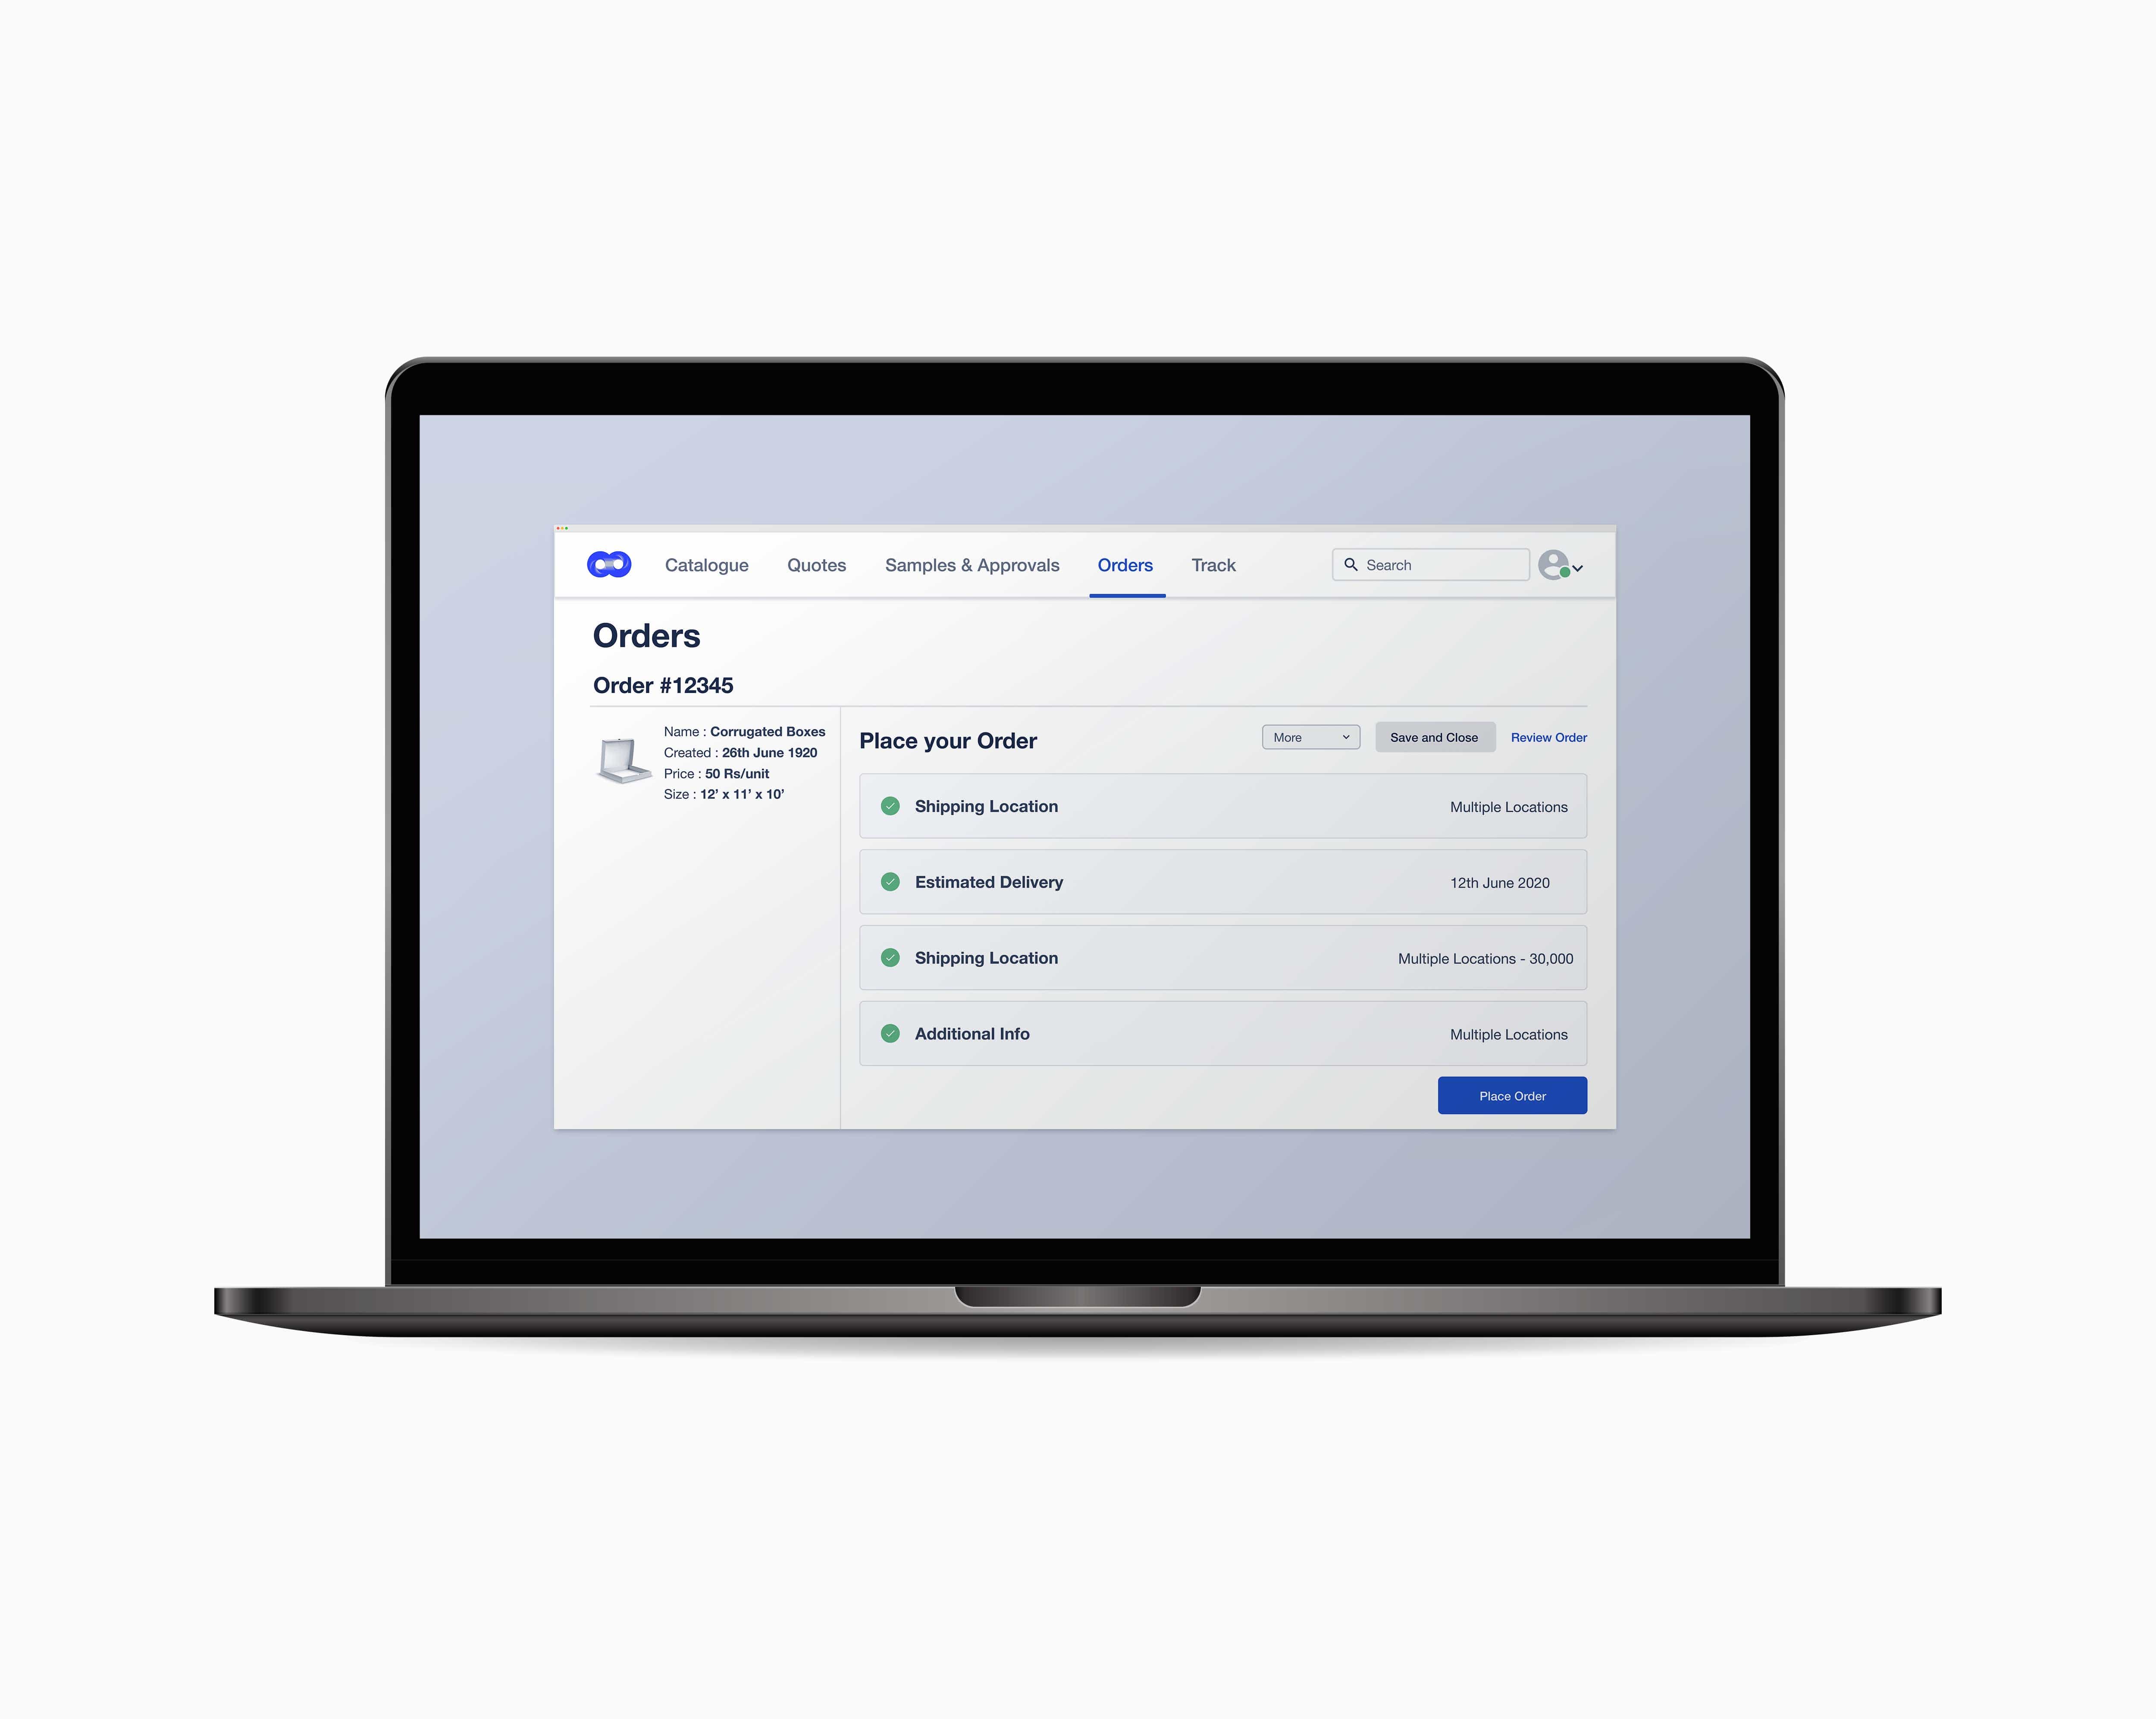 Catalogue Quotes Samples & Approvals Orders Track Search
Orders
Order #12345
Name : Corrugated Boxes
Created : 26th June 1920
Price : 50 Rs/unit
Size : 12’ x 11’ x 10’
Place your Order More Save and Close Review Order
Shipping Location Multiple Locations
Estimated Delivery 12th June 2020
Shipping Location Multiple Locations - 30,000
Additional Info Multiple Locations
Place Order